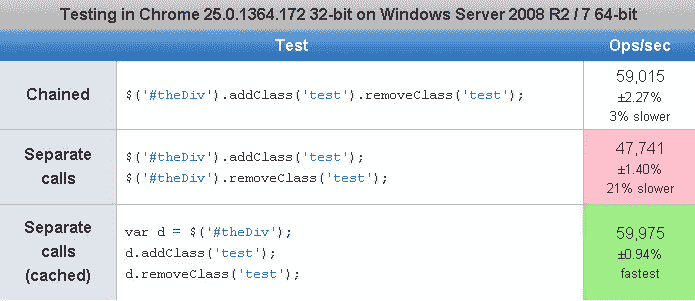 Testing in Chrome 25.0.1364.172 32-bit on Windows Server 2008 R2 / 7 64-bit
Test Ops/sec
Chained
$('#theDiv').addClass('test').removeClass('test');
59,015
±2.27%
3% slower
Separate
calls
$('#theDiv').addClass('test');
$('#theDiv').removeClass('test');
47,741
±1.40%
21% slower
Separate
calls
(cached)
var d = $('#theDiv');
d.addClass('test');
d.removeClass('test');
59,975
±0.94%
fastest